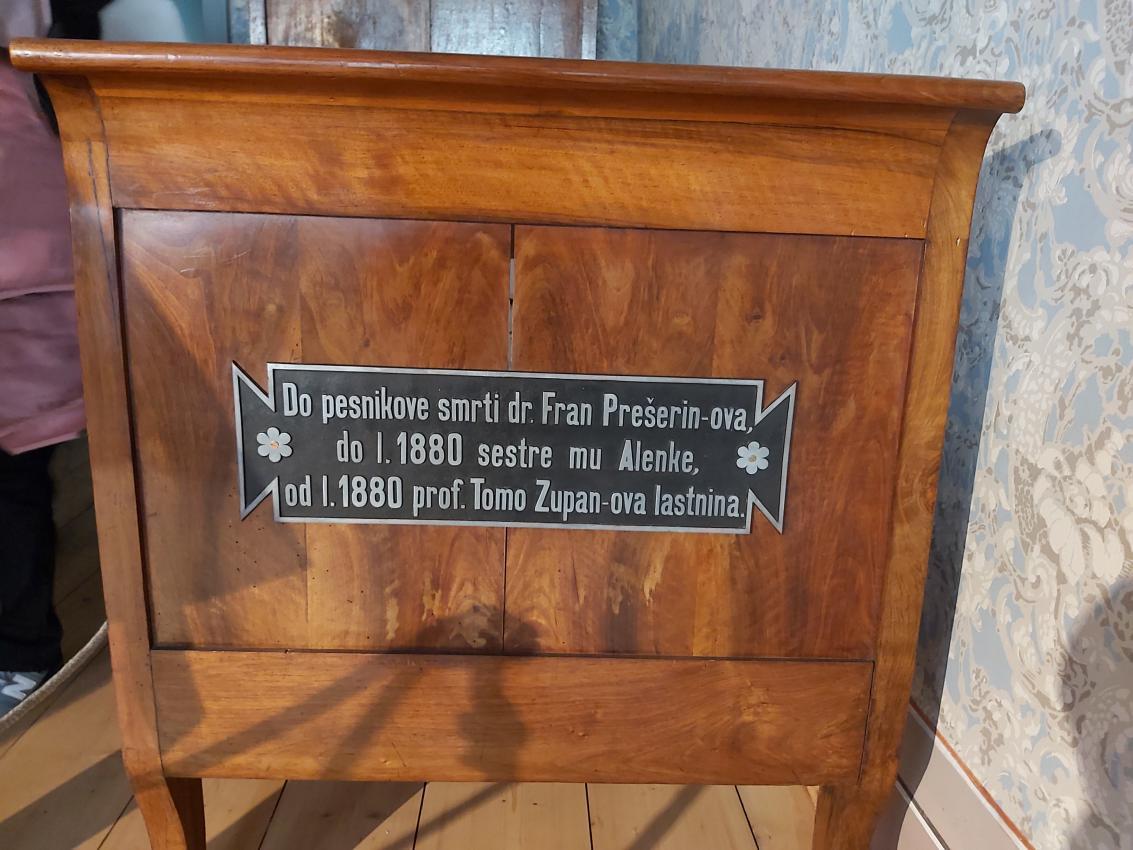 Do pesnikove smrti dr. Fran Prešerin-ova,
do l. 1880 sestre mu Alenke,
od l. 1880 prof. Tomo Zupan-ova lastnina.